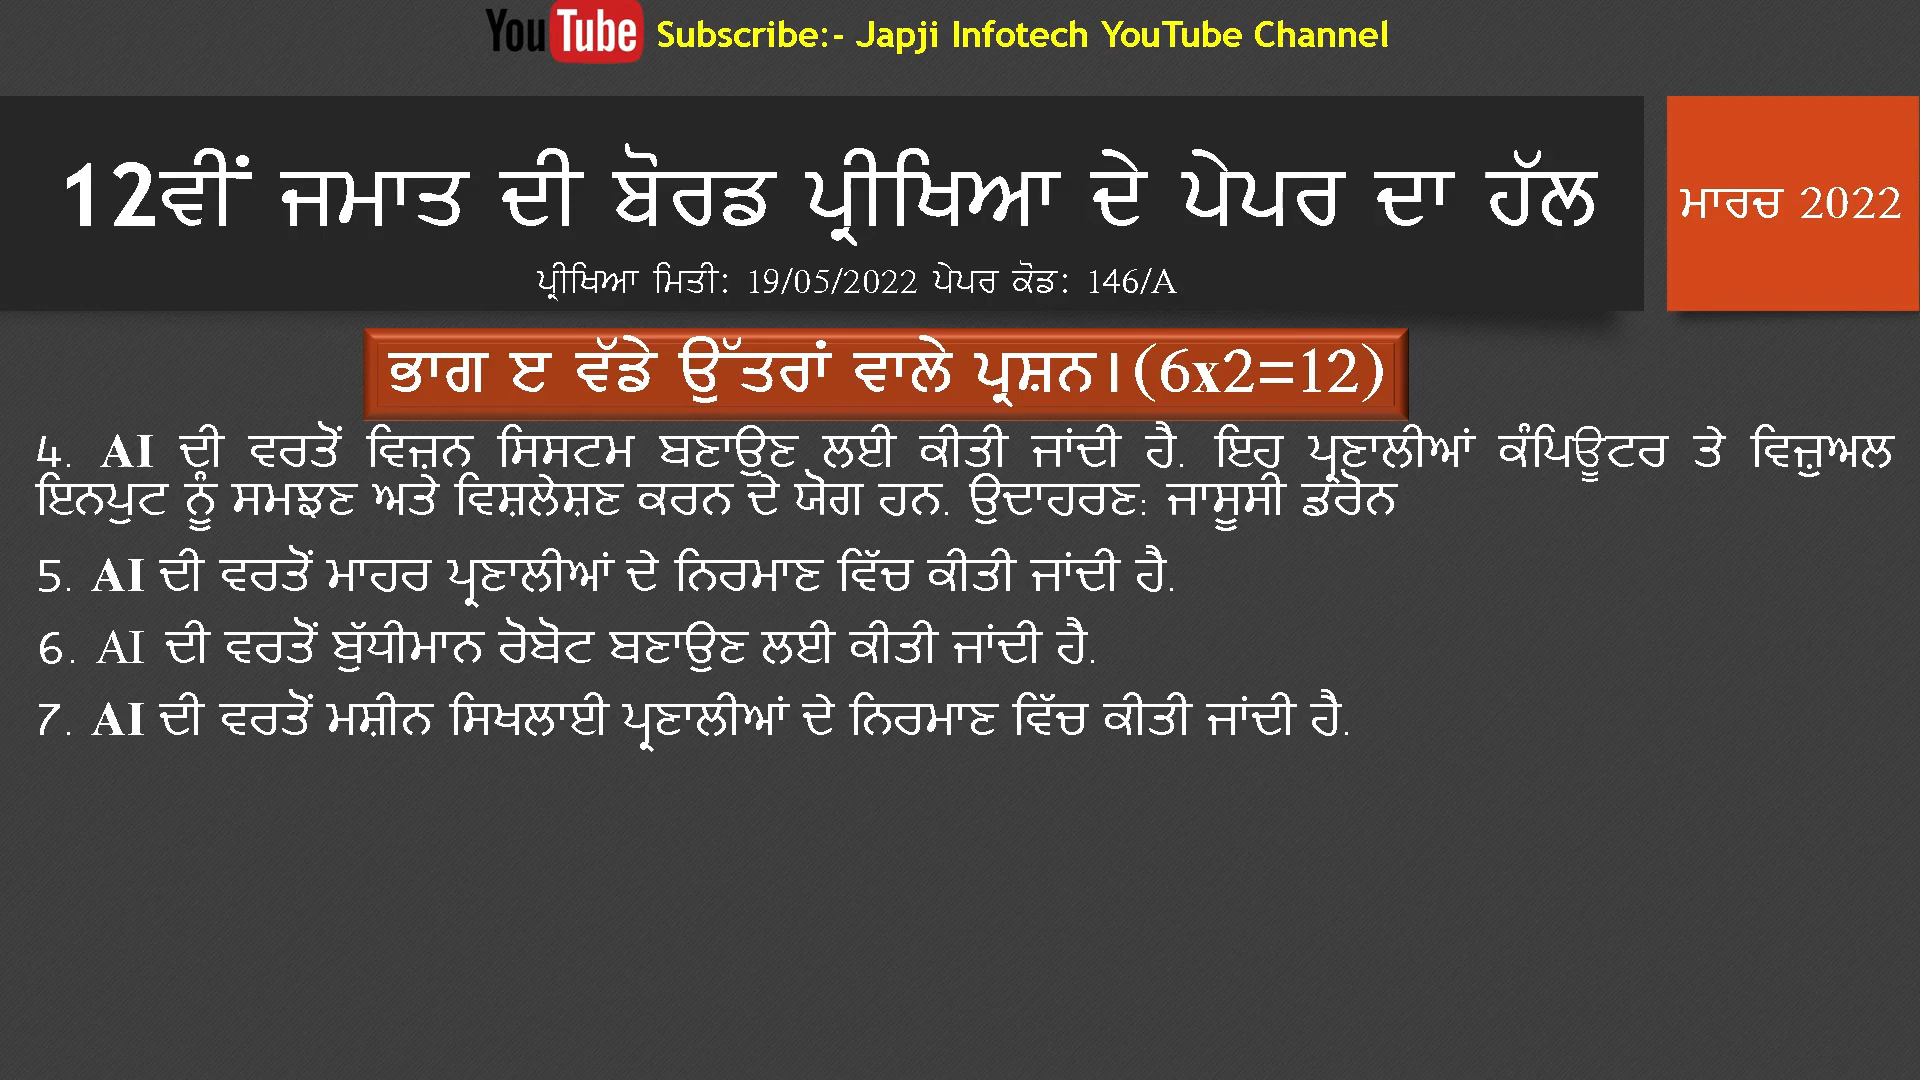 YouTube Subscribe:- Japji Infotech YouTube Channel
12ਵੀਂ ਜਮਾਤ ਦੀ ਬੋਰਡ ਪ੍ਰੀਖਿਆ ਦੇ ਪੇਪਰ ਦਾ ਹੱਲ
ਮਾਰਚ 2022
ਪ੍ਰੀਖਿਆ ਮਿਤੀ: 19/05/2022 ਪੇਪਰ ਕੋਡ: 146/A
ਭਾਗ ੲ ਵੱਡੇ ਉੱਤਰਾਂ ਵਾਲੇ ਪ੍ਰਸ਼ਨ।(6x2=12)
4. AI ਦੀ ਵਰਤੋਂ ਵਿਜ਼ਨ ਸਿਸਟਮ ਬਣਾਉਣ ਲਈ ਕੀਤੀ ਜਾਂਦੀ ਹੈ. ਇਹ ਪ੍ਰਣਾਲੀਆਂ ਕੰਪਿਊਟਰ ਤੇ ਵਿਜ਼ੁਅਲ
ਇਨਪੁਟ ਨੂੰ ਸਮਝਣ ਅਤੇ ਵਿਸ਼ਲੇਸ਼ਣ ਕਰਨ ਦੇ ਯੋਗ ਹਨ. ਉਦਾਹਰਣ: ਜਾਸੂਸੀ ਡਰੋਨ
5. AI ਦੀ ਵਰਤੋਂ ਮਾਹਰ ਪ੍ਰਣਾਲੀਆਂ ਦੇ ਨਿਰਮਾਣ ਵਿੱਚ ਕੀਤੀ ਜਾਂਦੀ ਹੈ.
6. AI ਦੀ ਵਰਤੋਂ ਬੁੱਧੀਮਾਨ ਰੋਬੋਟ ਬਣਾਉਣ ਲਈ ਕੀਤੀ ਜਾਂਦੀ ਹੈ.
7. AI ਦੀ ਵਰਤੋਂ ਮਸ਼ੀਨ ਸਿਖਲਾਈ ਪ੍ਰਣਾਲੀਆਂ ਦੇ ਨਿਰਮਾਣ ਵਿੱਚ ਕੀਤੀ ਜਾਂਦੀ ਹੈ.